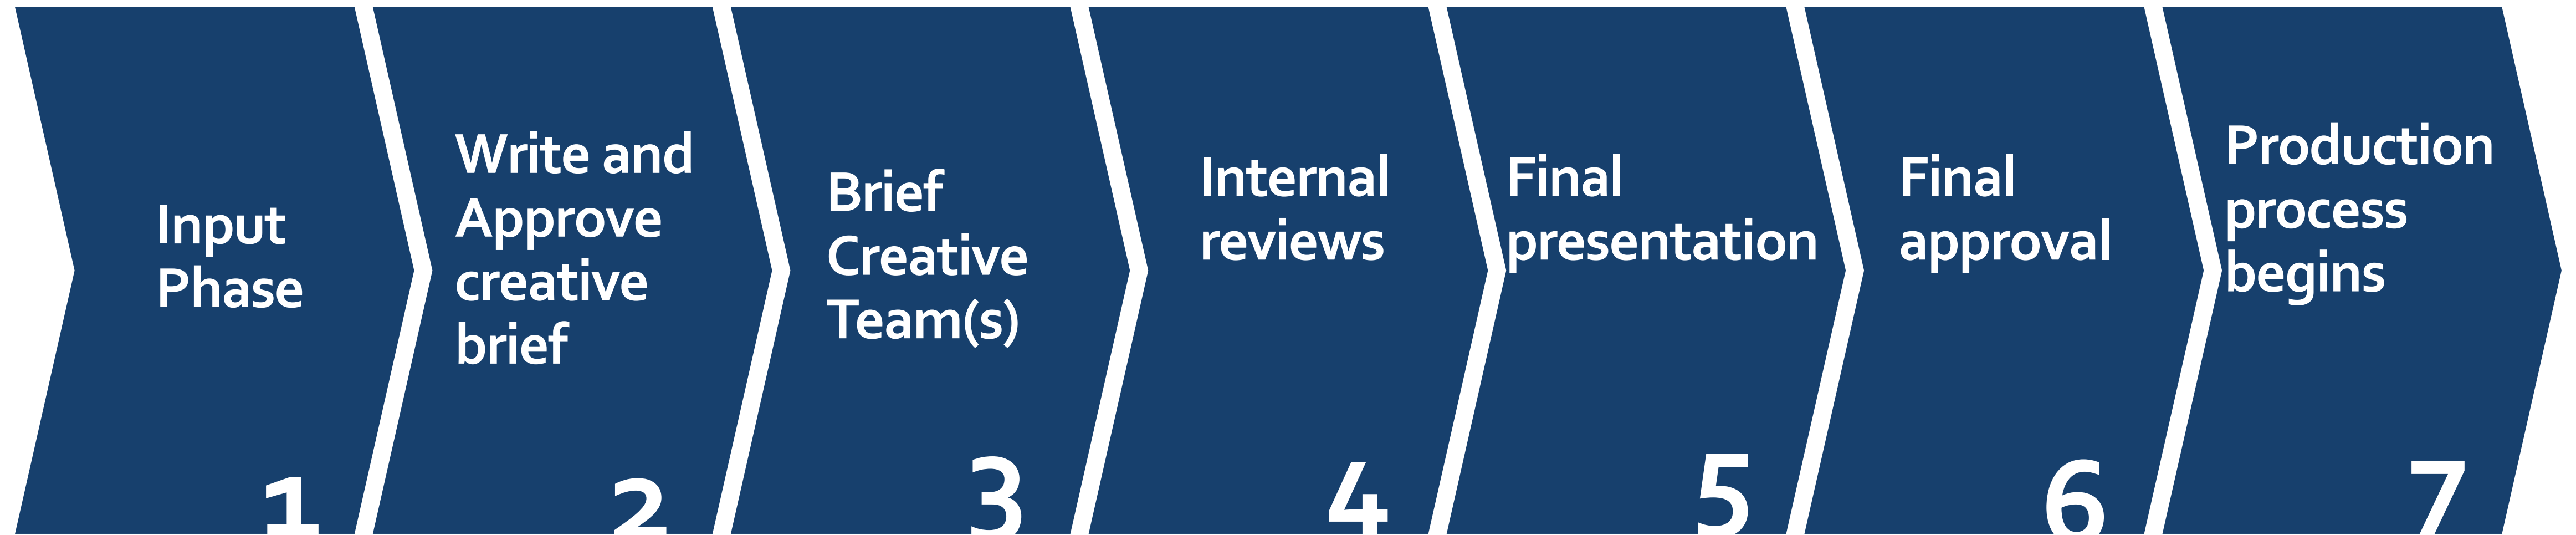 Input
Phase
1
Write and
Approve
creative
brief
2
Brief
Creative
Team(s)
3
Internal
reviews
4
Final
presentation
5
Final
approval
6
Production
process
begins
7